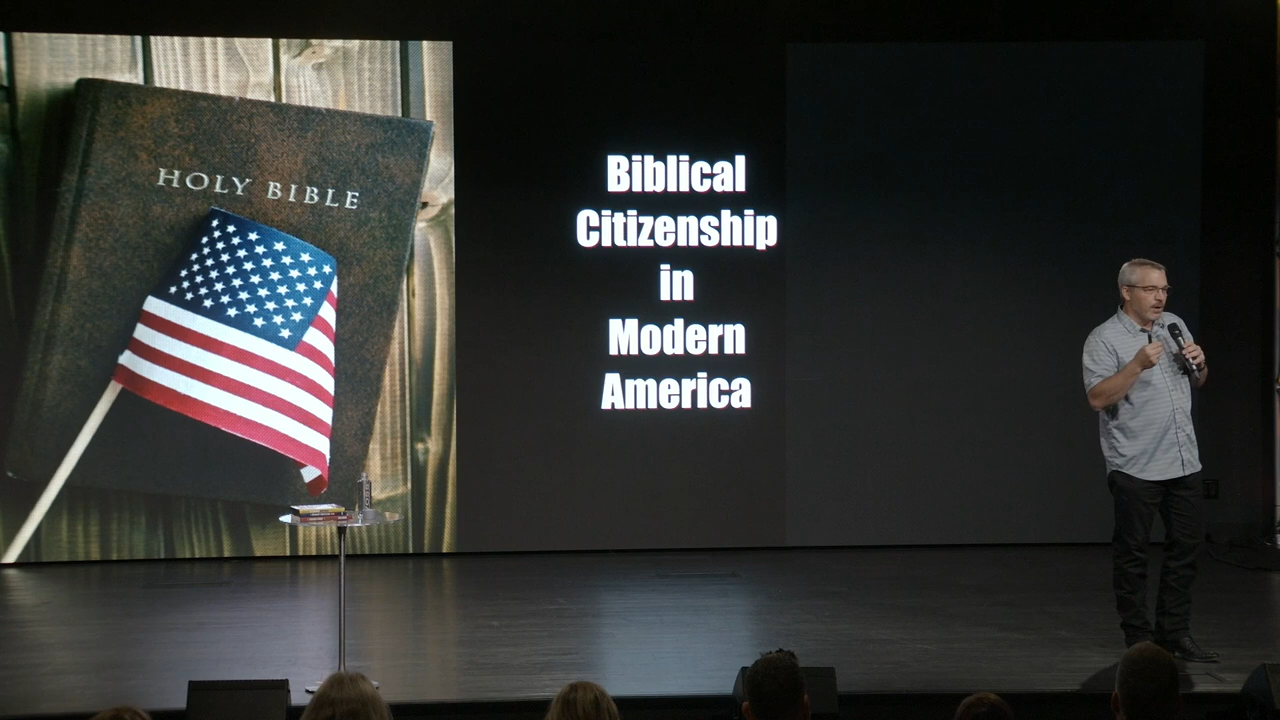 HOLY BIBLE
Biblical
Citizenship
in
Modern
America